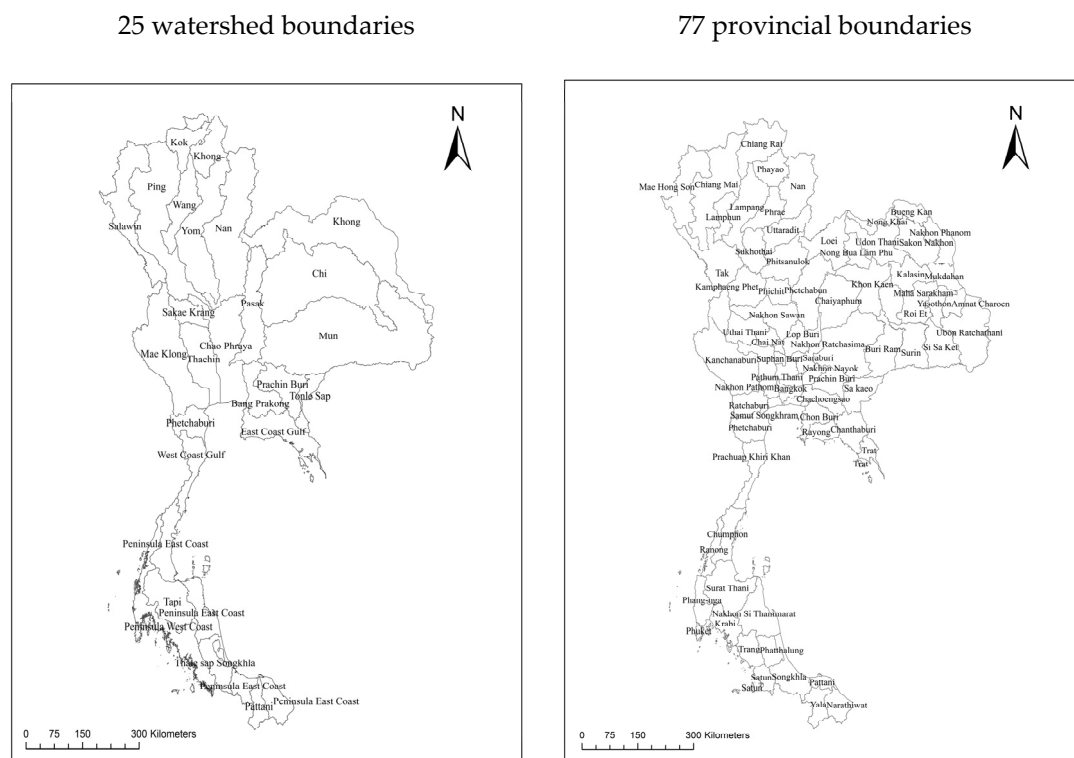 25 watershed boundaries
77 provincial boundaries
N
Kok
Khong
Ping
Wang
Salawin
Yom
Nan
Khong
Chi
Pasak
Sakae Krang
Mun
Chao Phraya
Mae Klong
Thachin
Prachin Buri
Tonle Sap
Bang Prakong
Phetchaburi
East Coast Gulf
West Coast Gulf
Peninsula East Coast
Tapi
Peninsula East Coast
Peninsula West Coast
Thale sap Songkhla
Peninsula East Coast
Pattani
Peninsula East Coast
0 75 150 300 Kilometers
N
Chiang Rai
Phayao
Mae Hong Son
Chiang Mai
Nan
Lampang
Phrae
Lamphun
Uttaradit
Bueng Kan
Nong Khai
Nakhon Phanom
Loei
Udon Thani
Sakon Nakhon
Sukhothai
Nong Bua Lam Phu
Phitsanulok
Tak
Kalasin
Mukdahan
Kamphaeng Phet
Phichit
Phetchabun
Khon Kaen
Maha Sarakham
Chaiyaphum
Yasothon
Amnat Charoen
Roi Et
Nakhon Sawan
Uthai Thani
Lop Buri
Ubon Ratchathani
Chai Nat
Nakhon Ratchasima
Buri Ram
Surin
Si Sa Ket
Kanchanaburi
Suphan Buri
Saraburi
Nakhon Nayok
Pathum Thani
Prachin Buri
Nakhon Pathom
Bangkok
Sa kaeo
Chachoengsao
Ratchaburi
Samut Songkhram
Chon Buri
Phetchaburi
Rayong
Chanthaburi
Trat
Prachuap Khiri Khan
Trat
Chumphon
Ranong
Surat Thani
Phang-nga
Nakhon Si Thammarat
Krabi
Phuket
Trang
Phatthalung
Satun
Songkhla
Satun
Pattani
Yala
Narathiwat
0 75 150 300 Kilometers